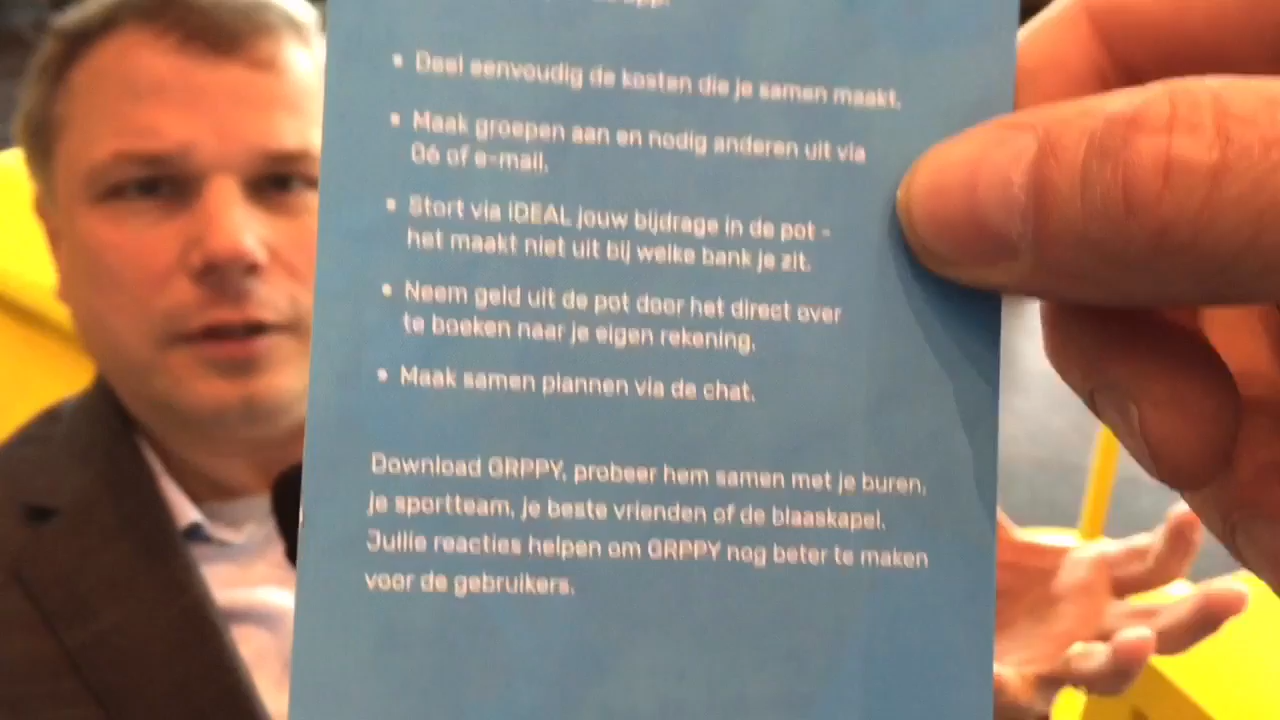 • Deel eenvoudig de kosten die je samen maakt.
• Maak groepen aan en nodig anderen uit via
06 of e-mail.
• Stort via IDEAL jouw bijdrage in de pot -
het maakt niet uit bij welke bank je zit.
• Neem geld uit de pot door het direct over
te boeken naar je eigen rekening.
• Maak samen plannen via de chat.
Download GRPPY, probeer hem samen met je buren,
je sportteam, je beste vrienden of de blaaskapel.
Jullie reacties helpen om GRPPY nog beter te maken
voor de gebruikers.